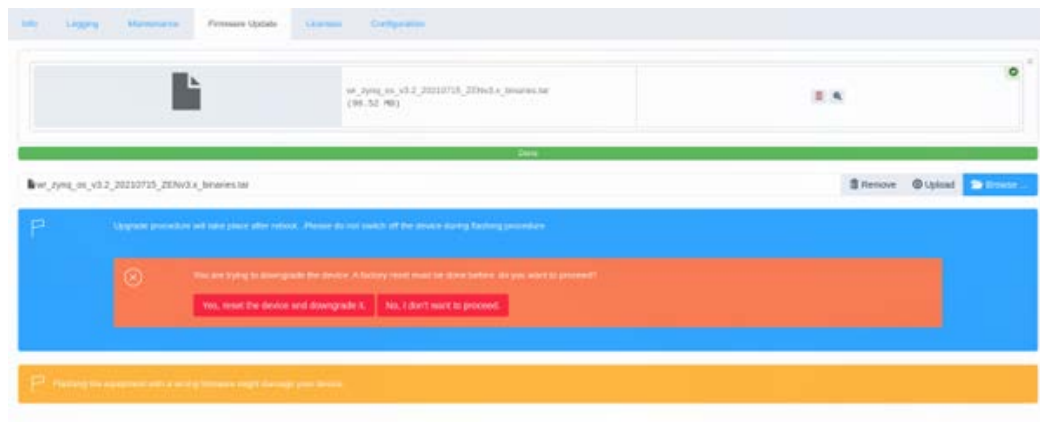 Info Logging Maintenance Firmware Update Licenses Configuration
wr_zynq_os_v3.2_20210715_ZENv3.x_binaries.tar
(90.52 MB)
Done
wr_zynq_os_v3.2_20210715_ZENv3.x_binaries.tar Remove Upload Browse ...
Upgrade procedure will take place after reboot. .Please do not switch off the device during flashing procedure
You are trying to downgrade the device. A factory reset must be done before. do you want to proceed?
Yes, reset the device and downgrade it. No, I don't want to proceed.
Flashing the equipment with a wrong firmware might damage your device.